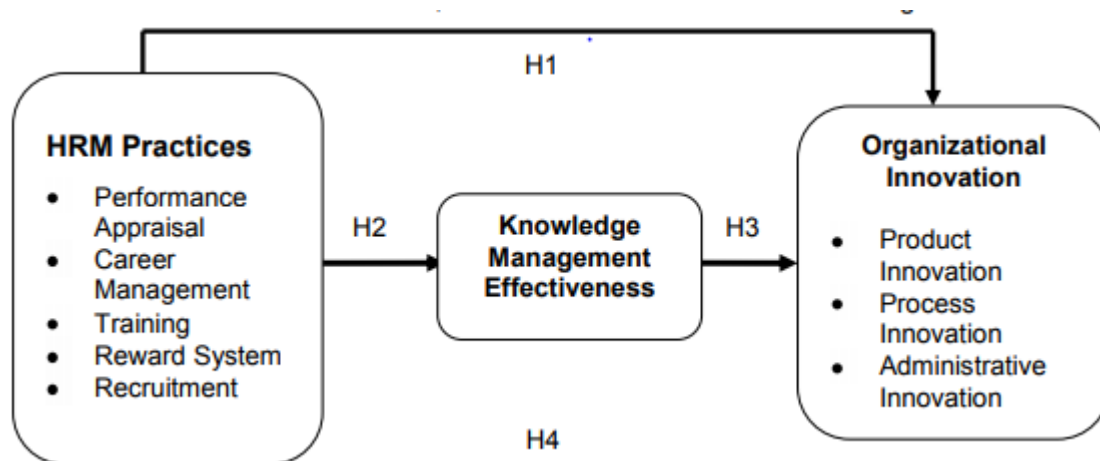 H1
HRM Practices
● Performance
Appraisal
● Career
Management
● Training
● Reward System
● Recruitment
H2
Knowledge
Management
Effectiveness
H3
Organizational
Innovation
● Product
Innovation
● Process
Innovation
● Administrative
Innovation
H4